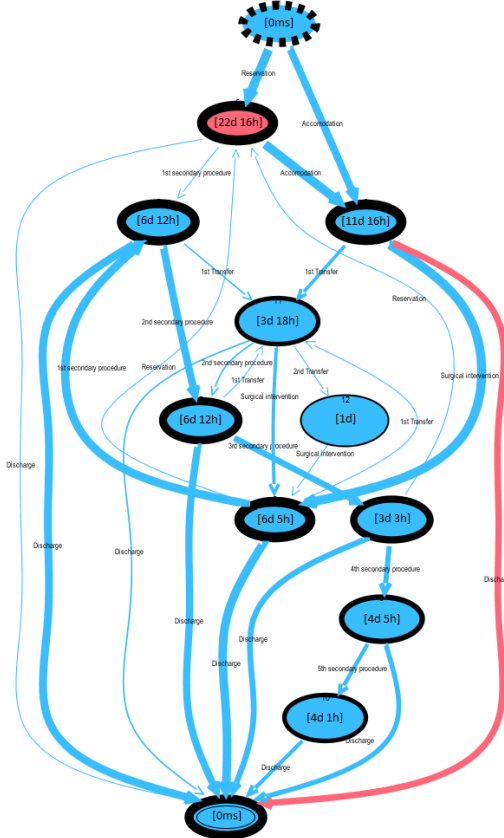 [0ms]
Reservation
[22d 16h]
Accomodation
1st secondary procedure
Accomodation
[6d 12h]
[11d 16h]
1st Transfer
1st Transfer
2nd secondary procedure
Reservation
[3d 18h]
1st secondary procedure
Reservation
2nd secondary procedure
Surgical intervention
1st Transfer
2nd Transfer
Surgical intervention
12
[1d]
1st Transfer
[6d 12h]
3rd secondary procedure
Surgical intervention
Discharge
[6d 5h]
[3d 3h]
Discharge
Discharge
4th secondary procedure
Discha
[4d 5h]
Discharge
Discharge
Discharge
5th secondary procedure
[4d 1h]
Discharge
Discharge
[0ms]